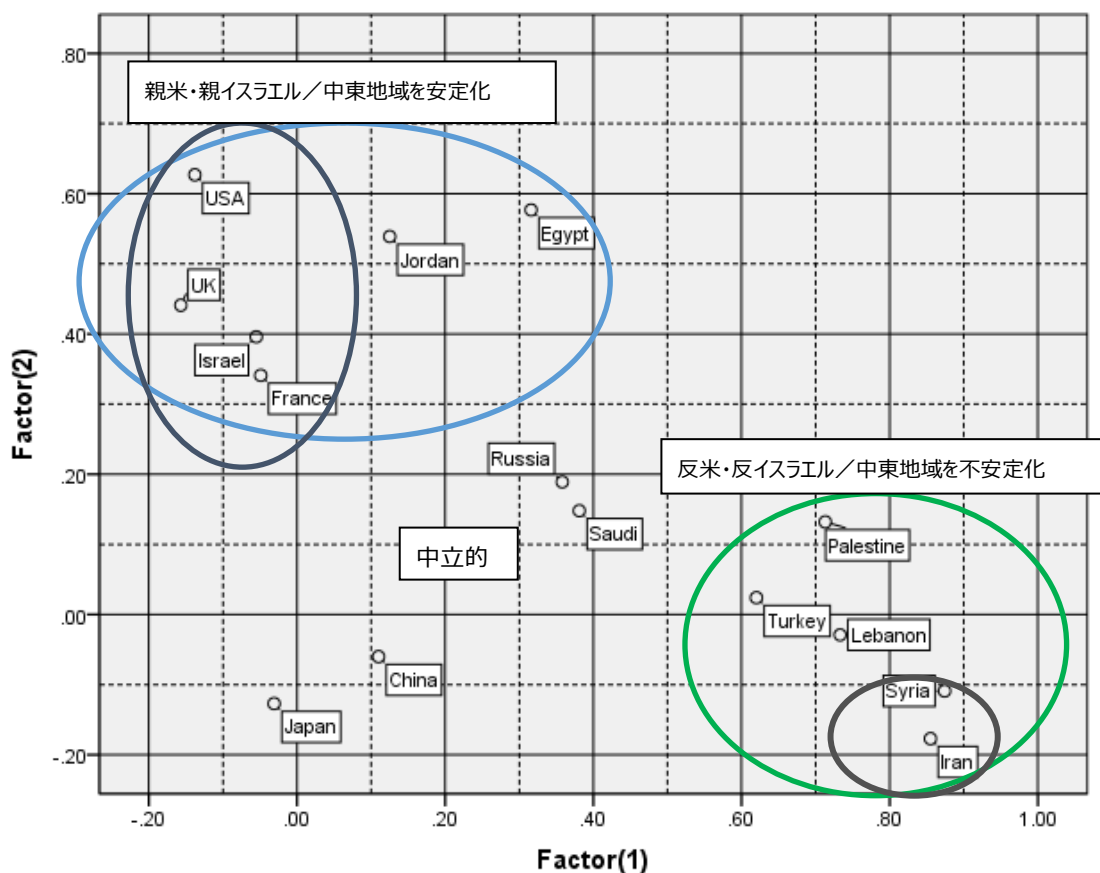 .80
親米・親イスラエル／中東地域を安定化
USA
.60
Egypt
Jordan
UK
.40
Israel
France
Factor(2)
Russia
反米・反イスラエル／中東地域を不安定化
.20
Saudi
Palestine
中立的
.00
Turkey
Lebanon
China
Syria
Japan
-.20
Iran
-.20 .00 .20 .40 .60 .80 1.00
Factor(1)